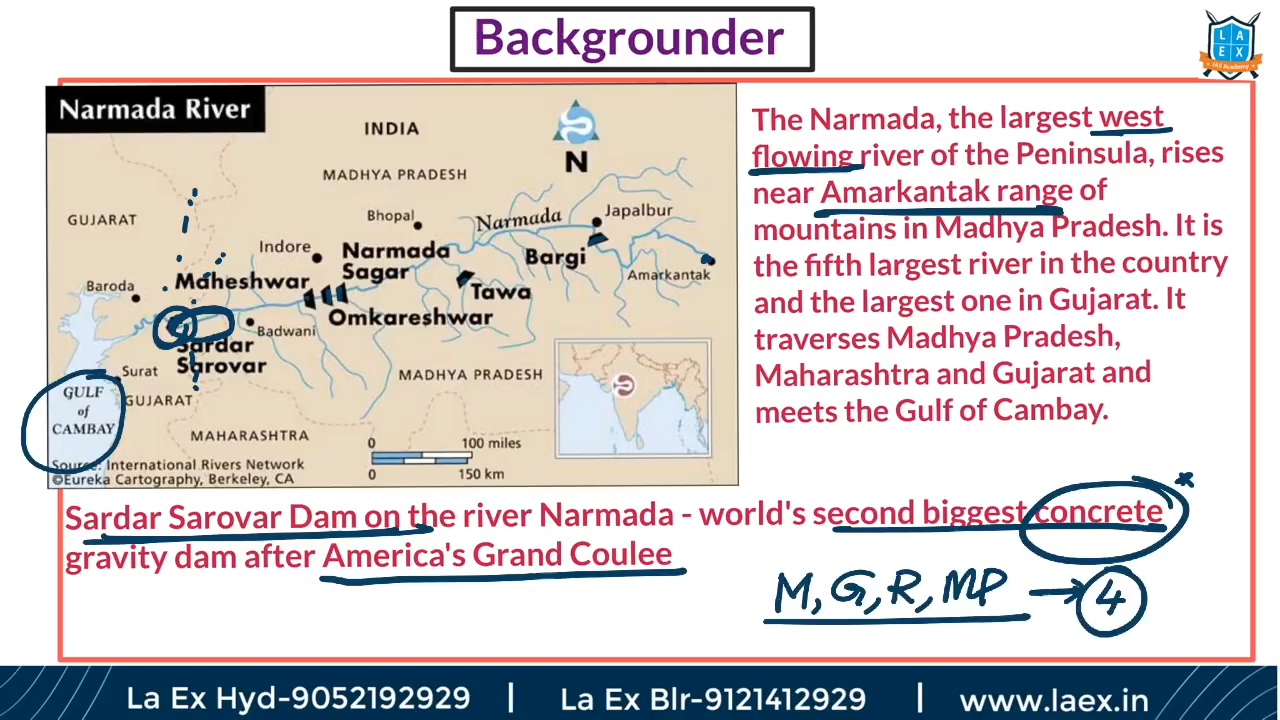 Backgrounder
L A
E X
IAS Academy
Narmada River
INDIA
N
MADHYA PRADESH
GUJARAT
Bhopal
Narmada
Japalbur
Indore
Narmada
Sagar
Bargi
Amarkantak
Maheshwar
Tawa
Baroda
Omkareshwar
Badwani
Sardar
Sarovar
Surat
MADHYA PRADESH
GULF
of
CAMBAY
GUJARAT
MAHARASHTRA
0 100 miles
0 150 km
Source: International Rivers Network
©Eureka Cartography, Berkeley, CA
The Narmada, the largest west
flowing river of the Peninsula, rises
near Amarkantak range of
mountains in Madhya Pradesh. It is
the fifth largest river in the country
and the largest one in Gujarat. It
traverses Madhya Pradesh,
Maharashtra and Gujarat and
meets the Gulf of Cambay.
Sardar Sarovar Dam on the river Narmada - world's second biggest concrete
gravity dam after America's Grand Coulee
M, G, R, MP → 4
La Ex Hyd-9052192929 | La Ex Blr-9121412929 | www.laex.in